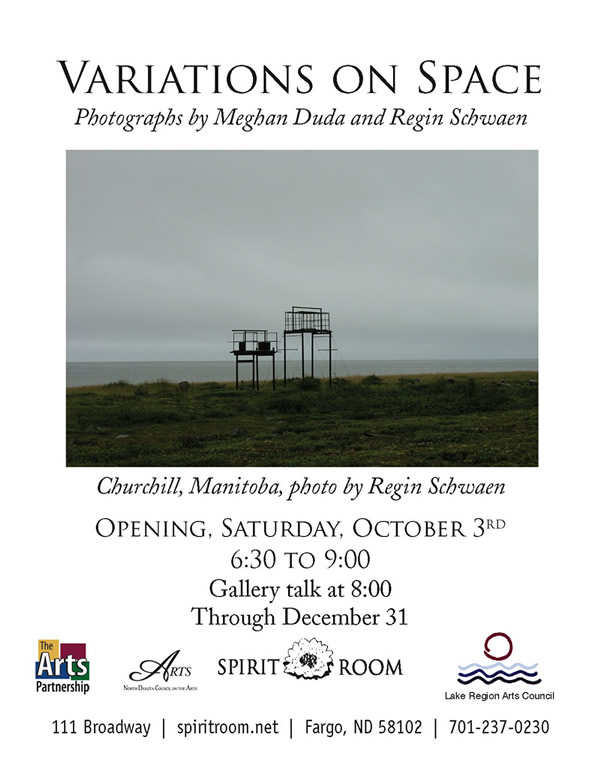 VARIATIONS ON SPACE
Photographs by Meghan Duda and Regin Schwaen
Churchill, Manitoba, photo by Regin Schwaen
OPENING, SATURDAY, OCTOBER 3RD
6:30 TO 9:00
Gallery talk at 8:00
Through December 31
The
Arts
Partnership
ARTS
NORTH DAKOTA COUNCIL ON THE ARTS
SPIRIT ROOM
Lake Region Arts Council
111 Broadway | spiritroom.net | Fargo, ND 58102 | 701-237-0230